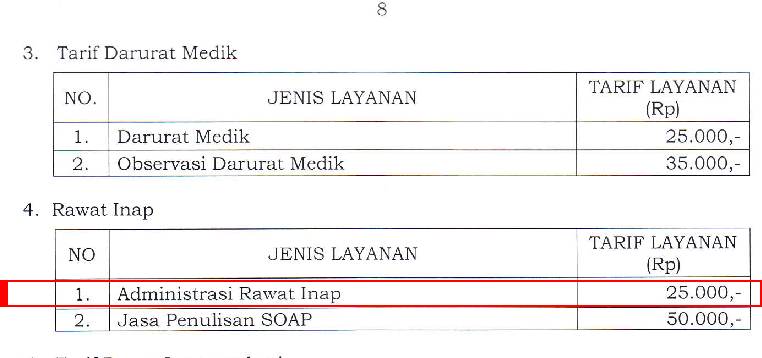 8
3. Tarif Darurat Medik
NO. JENIS LAYANAN TARIF LAYANAN
(Rp)
1. Darurat Medik 25.000,-
2. Observasi Darurat Medik 35.000,-
4. Rawat Inap
NO JENIS LAYANAN TARIF LAYANAN
(Rp)
1. Administrasi Rawat Inap 25.000,-
2. Jasa Penulisan SOAP 50.000,-